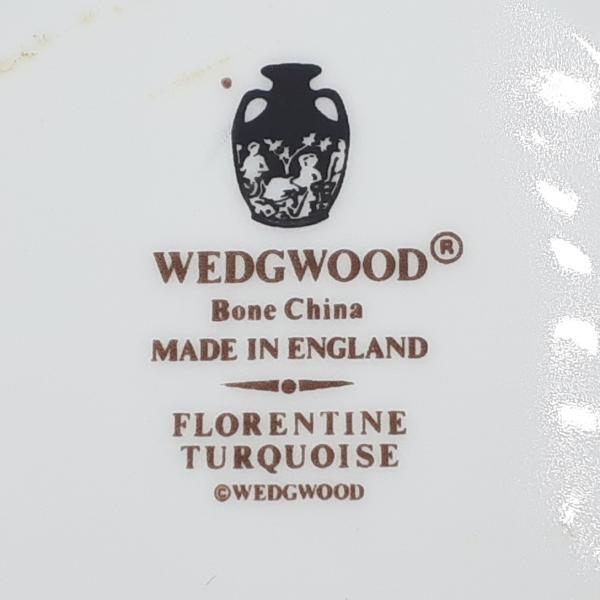 WEDGWOOD®
Bone China
MADE IN ENGLAND
FLORENTINE
TURQUOISE
©WEDGWOOD